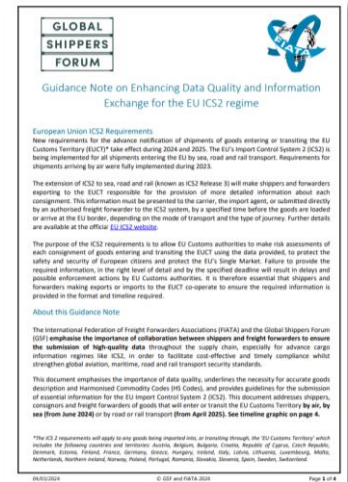 GLOBAL
SHIPPERS
FORUM
FIATA
Guidance Note on Enhancing Data Quality and Information
Exchange for the EU ICS2 regime
European Union ICS2 Requirements
New requirements for the advance notification of shipments of goods entering or transiting the EU
Customs Territory (EUCT)* take effect during 2024 and 2025. The EU's Import Control System 2 (ICS2) is
being implemented for all shipments entering the EU by sea, road and rail transport. Requirements for
shipments arriving by air were fully implemented during 2023.
The extension of ICS2 to sea, road and rail (known as ICS2 Release 3) will make shippers and forwarders
exporting to the EUCT responsible for the provision of more detailed information about each
consignment. This information must be presented to the carrier, the import agent, or submitted directly
by an authorised freight forwarder to the ICS2 system, by a specified time before the goods are loaded
or arrive at the EU border, depending on the mode of transport and the type of journey. Further details
are available at the official EU ICS2 website.
The purpose of the ICS2 requirements is to allow EU Customs authorities to make risk assessments of
each consignment of goods entering and transiting the EUCT using the data provided, to protect the
safety and security of European citizens and protect the EU's Single Market. Failure to provide the
required information, in the right level of detail and by the specified deadline will result in delays and
possible enforcement actions by EU Customs authorities. It is therefore essential that shippers and
forwarders making exports or imports to the EUCT co-operate to ensure the required information is
provided in the format and timeline required.
About this Guidance Note
The International Federation of Freight Forwarders Associations (FIATA) and the Global Shippers Forum
(GSF) emphasise the importance of collaboration between shippers and freight forwarders to ensure
the submission of high-quality data throughout the supply chain, especially for advance cargo
information regimes like ICS2, in order to facilitate cost-effective and timely compliance whilst
strengthen global aviation, maritime, road and rail transport security standards.
This document emphasises the importance of data quality, underlines the necessity for accurate goods
description and Harmonised Commodity Codes (HS Codes), and provides guidelines for the submission
of essential information for the EU Import Control System 2 (ICS2). This document addresses shippers,
consignors and freight forwarders of goods that will enter or transit the EU Customs Territory by air, by
sea (from June 2024) or by road or rail transport (from April 2025). See timeline graphic on page 4.
*The ICS 2 requirements will apply to any goods being imported into, or transiting through, the 'EU Customs Territory' which
includes the following countries and territories: Austria, Belgium, Bulgaria, Croatia, Republic of Cyprus, Czech Republic,
Denmark, Estonia, Finland, France, Germany, Greece, Hungary, Ireland, Italy, Latvia, Lithuania, Luxembourg, Malta,
Netherlands, Northern Ireland, Norway, Poland, Portugal, Romania, Slovakia, Slovenia, Spain, Sweden, Switzerland.
04/03/2024 © GSF and FIATA 2024 Page 1 of 6